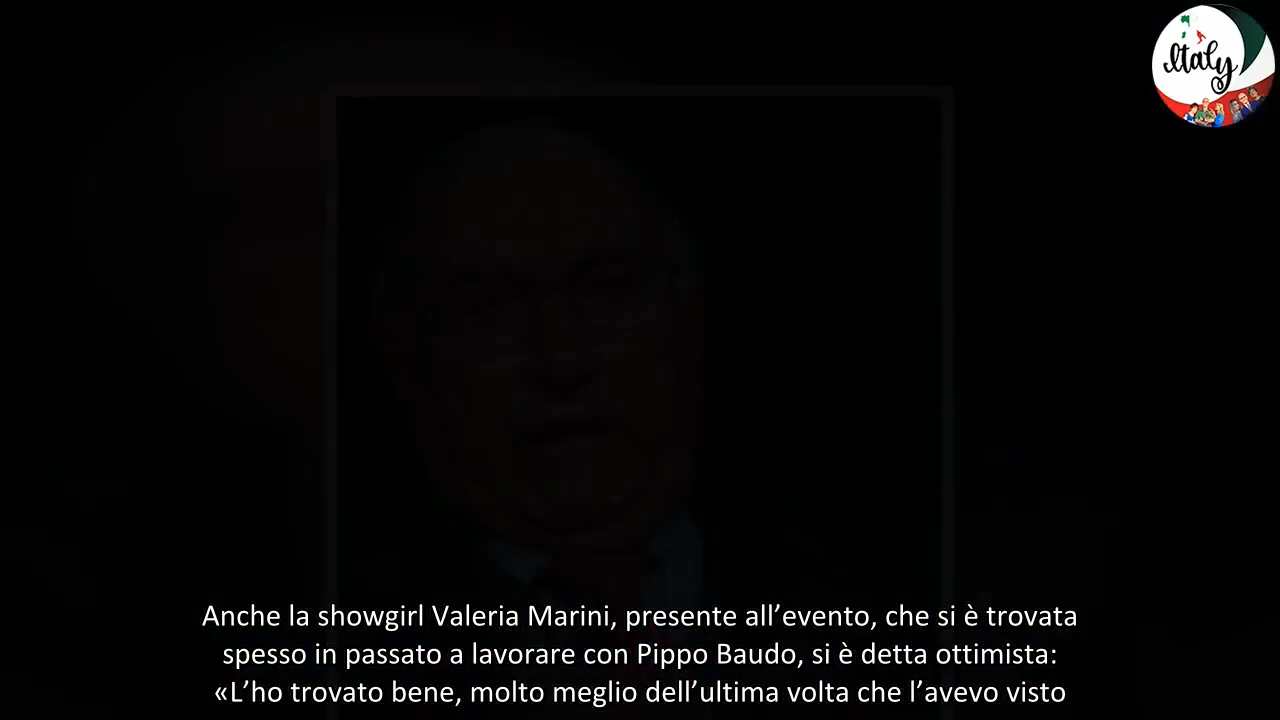 Italy
Anche la showgirl Valeria Marini, presente all’evento, che si è trovata
spesso in passato a lavorare con Pippo Baudo, si è detta ottimista:
«L’ho trovato bene, molto meglio dell’ultima volta che l’avevo visto